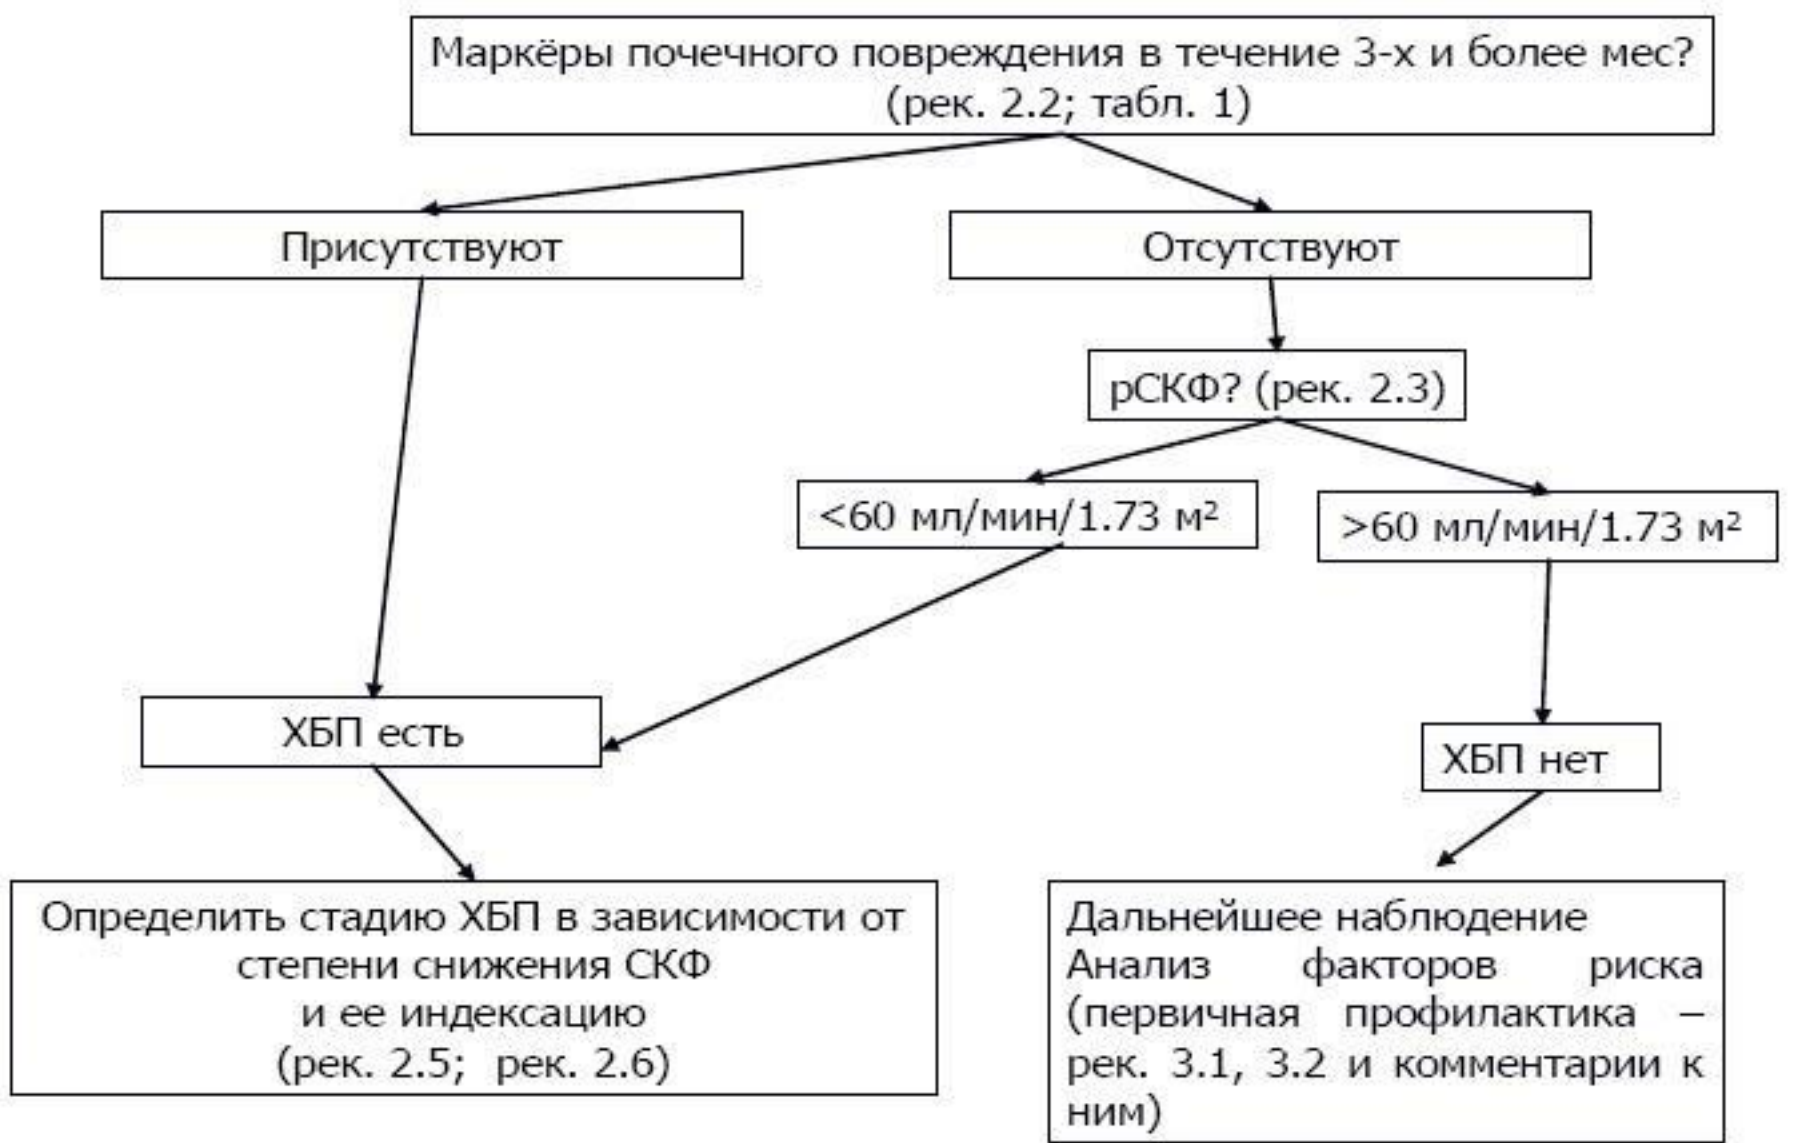 Маркёры почечного повреждения в течение 3-х и более мес?
(рек. 2.2; табл. 1)
Присутствуют
Отсутствуют
рСКФ? (рек. 2.3)
<60 мл/мин/1.73 м²
>60 мл/мин/1.73 м²
ХБП есть
ХБП нет
Определить стадию ХБП в зависимости от
степени снижения СКФ
и ее индексацию
(рек. 2.5; рек. 2.6)
Дальнейшее наблюдение
Анализ факторов риска
(первичная профилактика –
рек. 3.1, 3.2 и комментарии к
ним)